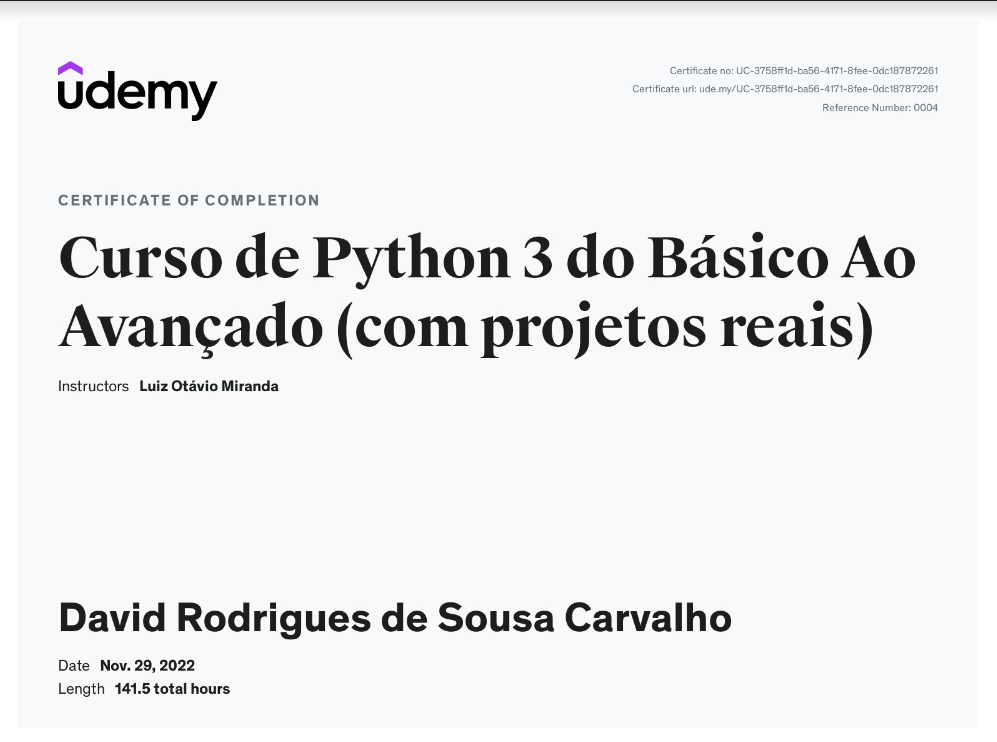 udemy
Certificate no: UC-3758ff1d-ba56-4171-8fee-0dc187872261
Certificate url: ude.my/UC-3758ff1d-ba56-4171-8fee-0dc187872261
Reference Number: 0004
CERTIFICATE OF COMPLETION
Curso de Python 3 do Básico Ao
Avançado (com projetos reais)
Instructors Luiz Otávio Miranda
David Rodrigues de Sousa Carvalho
Date Nov. 29, 2022
Length 141.5 total hours